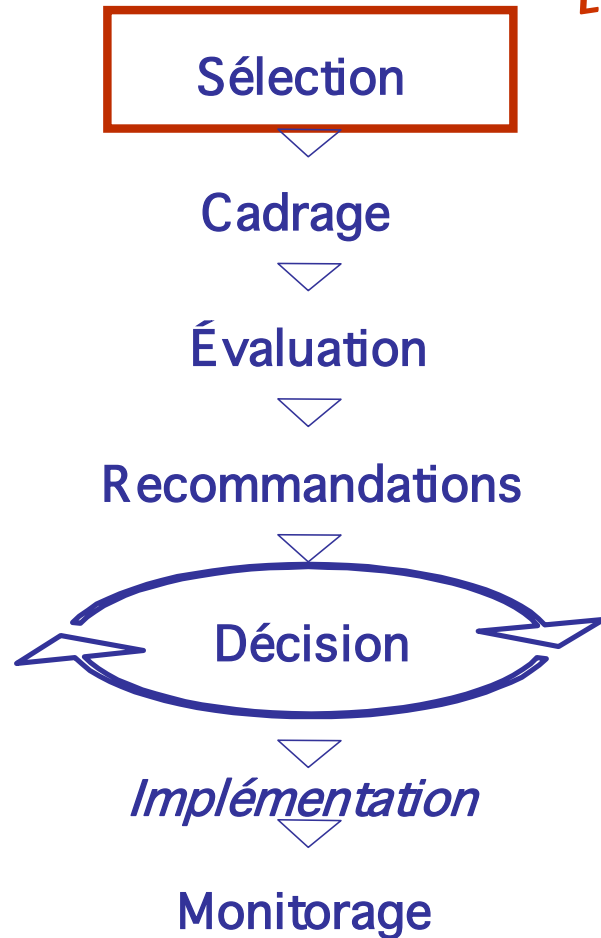 Sélection
Cadrage
Évaluation
Recommandations
Décision
Implémentation
Monitorage